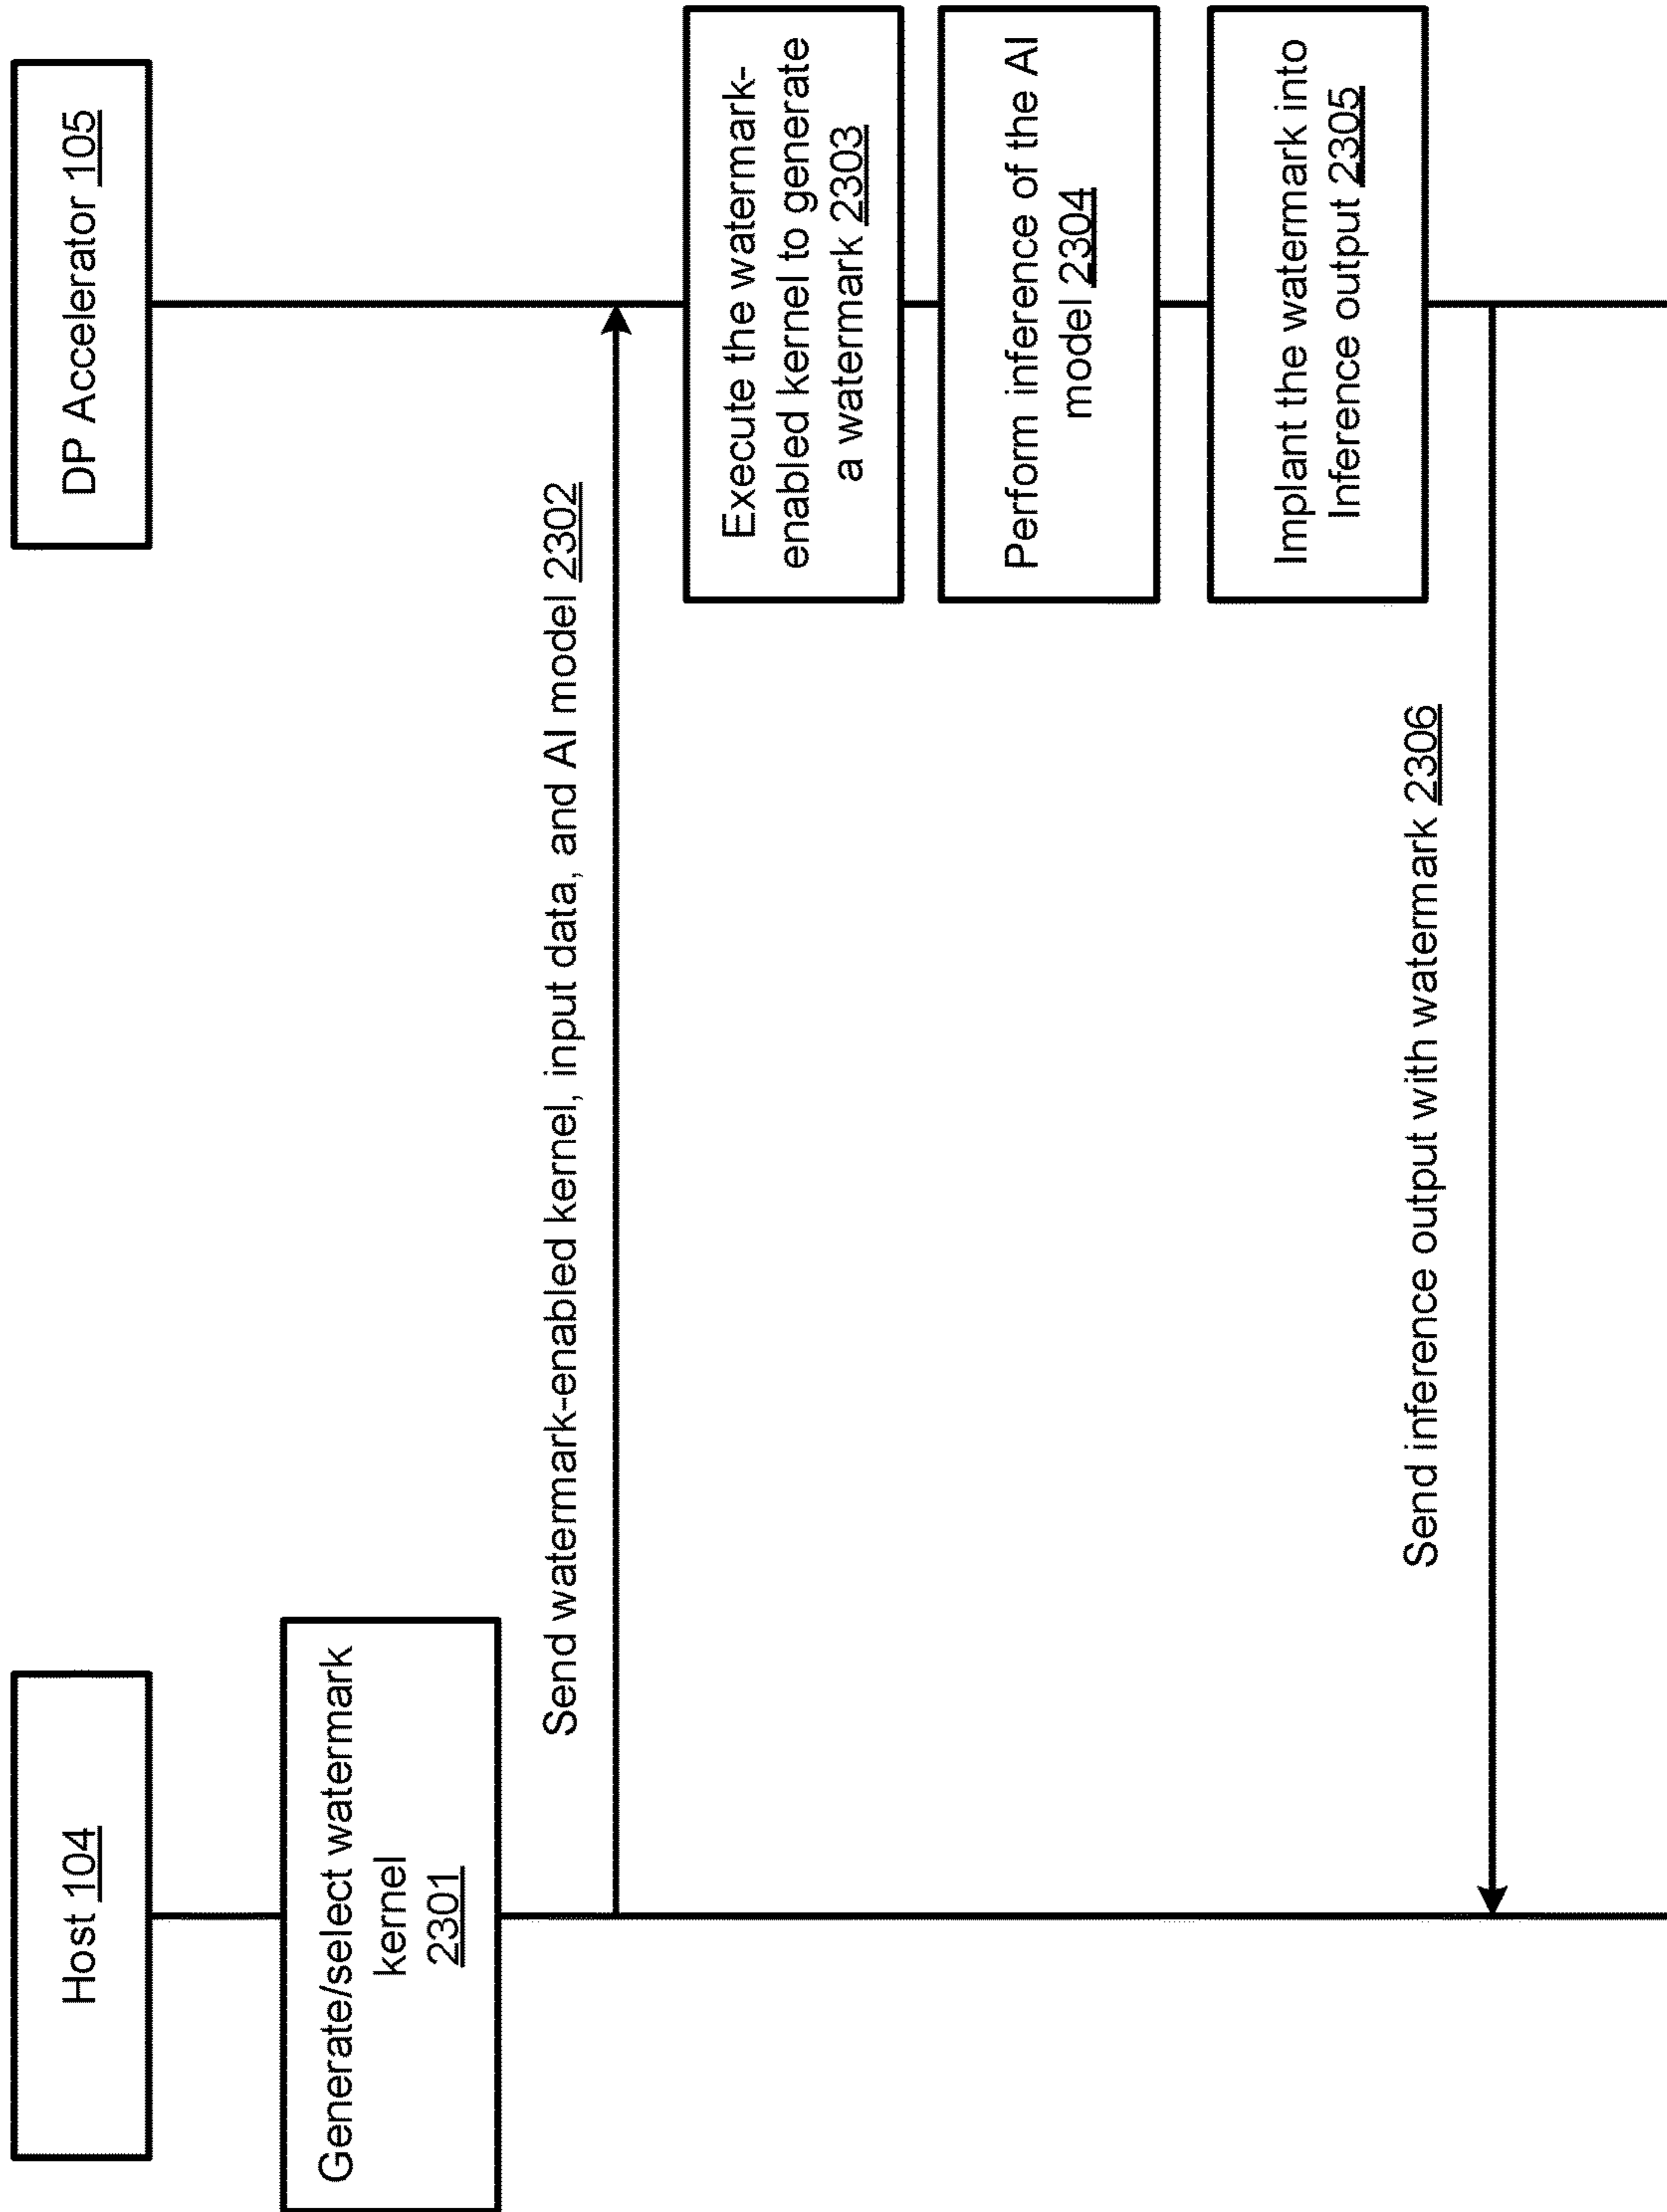 Host 104
DP Accelerator 105
Generate/select watermark
kernel
2301
Send watermark-enabled kernel, input data, and AI model 2302
Execute the watermark-
enabled kernel to generate
a watermark 2303
Perform inference of the AI
model 2304
Implant the watermark into
Inference output 2305
Send inference output with watermark 2306